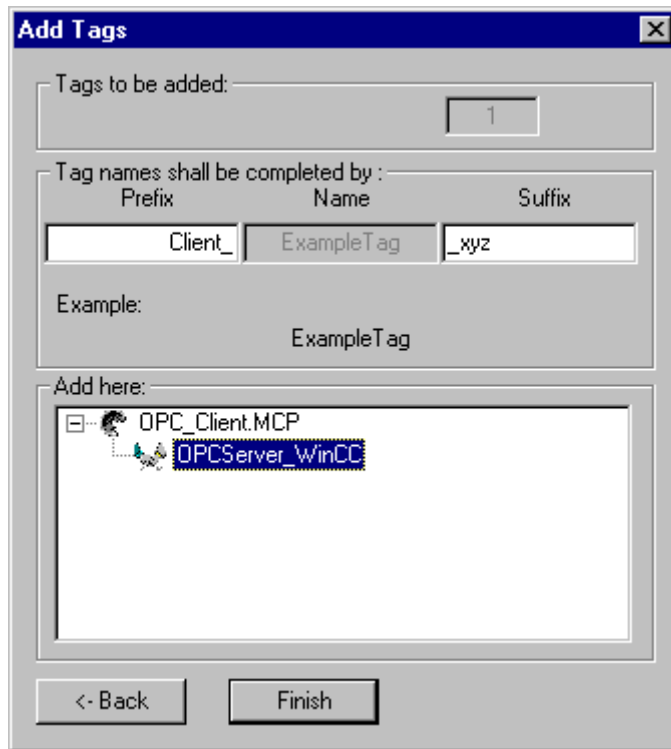 Add Tags
Tags to be added:
1
Tag names shall be completed by :
Prefix Name Suffix
Client_ ExampleTag _xyz
Example:
ExampleTag
Add here:
OPC_Client.MCP
OPCServer_WinCC
<- Back Finish